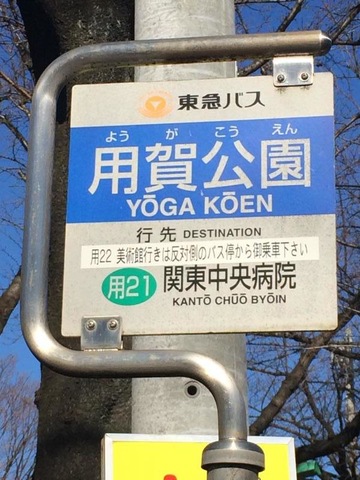 東急バス
ようがこうえん
用賀公園
YŌGA KŌEN
行先 DESTINATION
用22 美術館行きは反対側のバス停から御乗車下さい
用21 関東中央病院
KANTŌ CHŪŌ BYŌIN